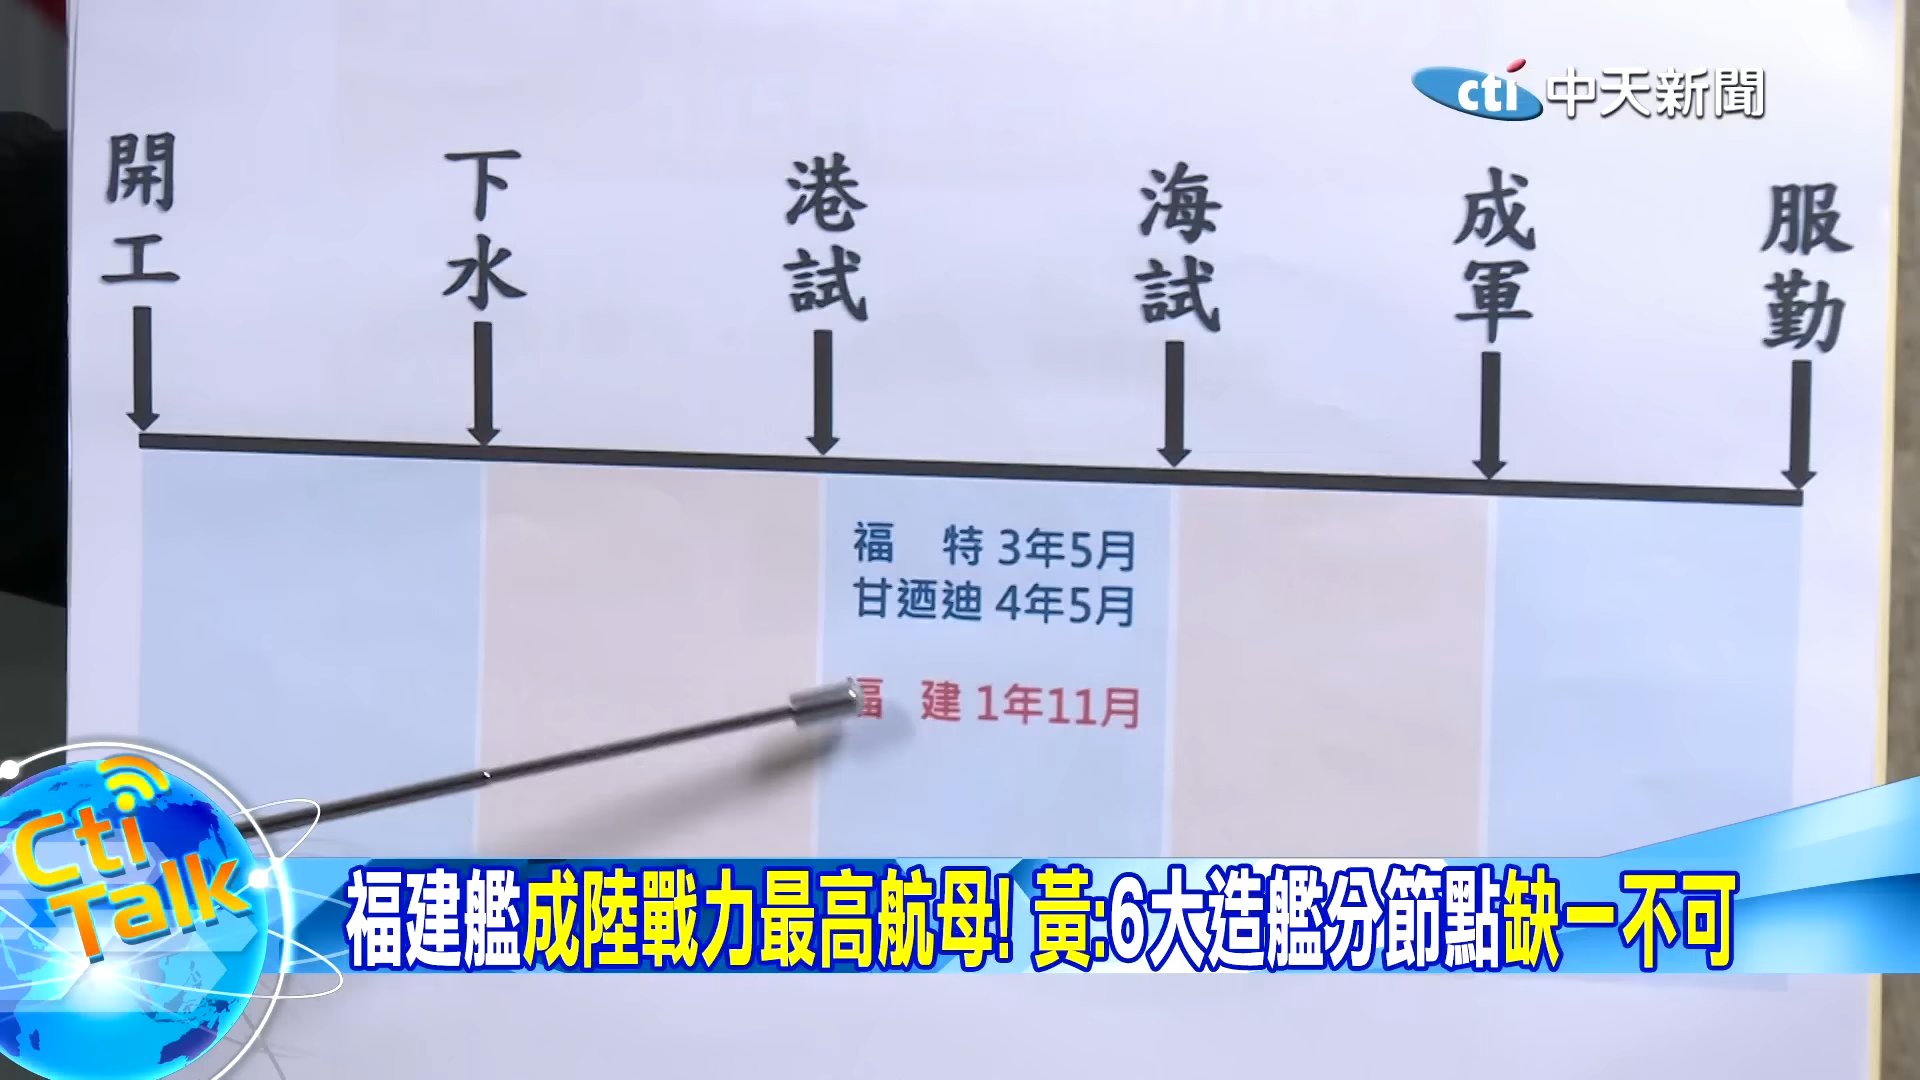 cti 中天新聞
開工
下水
港試
海試
成軍
服勤
福 特 3年5月
甘迺迪 4年5月
福 建 1年11月
Cti
Talk
福建艦成陸戰力最高航母! 黃:6大造艦分節點缺一不可